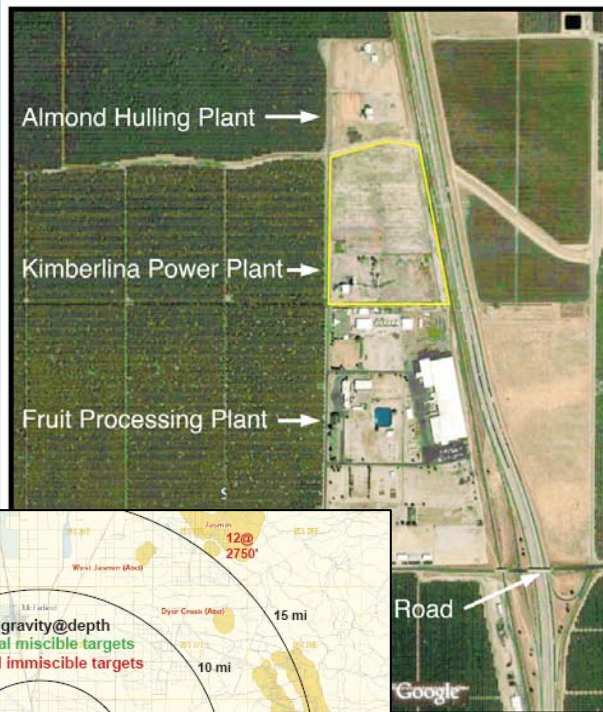 Almond Hulling Plant
Kimberlina Power Plant
Fruit Processing Plant
S
Road
Google
Jasmin
12@
2750'
West Jasmin (Abd)
McFarland
Dyer Creek (Abd)
gravity@depth
al miscible targets
l immiscible targets
15 mi
10 mi